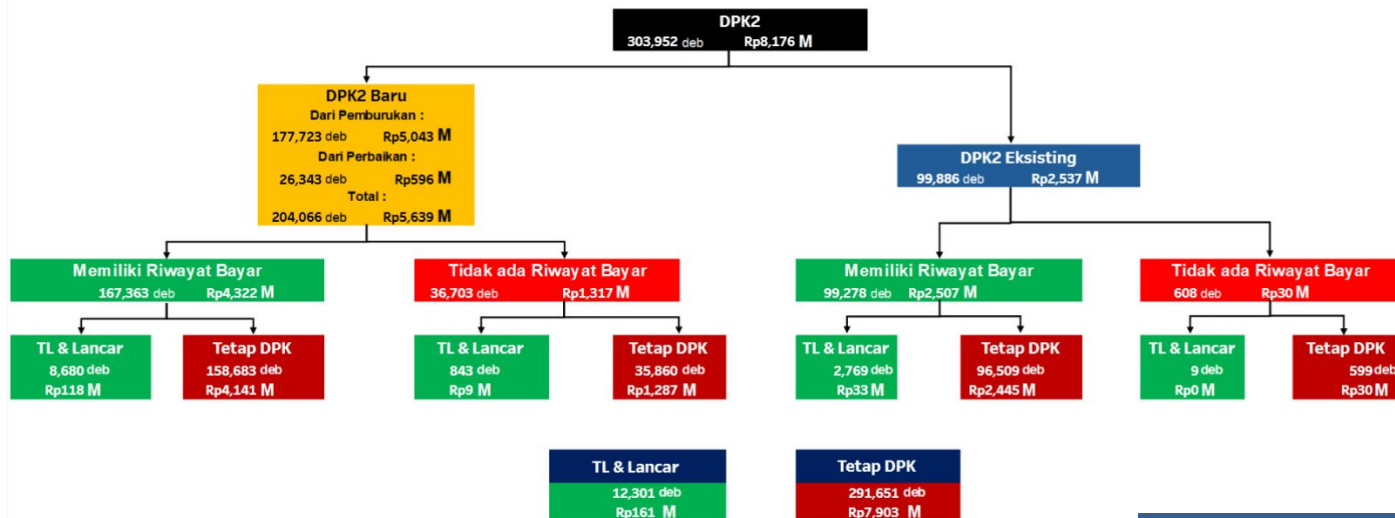 DPK2
303,952 deb Rp8,176 M
DPK2 Baru
Dari Pemburukan :
177,723 deb Rp5,043 M
Dari Perbaikan :
26,343 deb Rp596 M
Total :
204,066 deb Rp5,639 M
DPK2 Eksisting
99,886 deb Rp2,537 M
Memiliki Riwayat Bayar
167,363 deb Rp4,322 M
Tidak ada Riwayat Bayar
36,703 deb Rp1,317 M
Memiliki Riwayat Bayar
99,278 deb Rp2,507 M
Tidak ada Riwayat Bayar
608 deb Rp30 M
TL & Lancar
8,680 deb
Rp118 M
Tetap DPK
158,683 deb
Rp4,141 M
TL & Lancar
843 deb
Rp9 M
Tetap DPK
35,860 deb
Rp1,287 M
TL & Lancar
2,769 deb
Rp33 M
Tetap DPK
96,509 deb
Rp2,445 M
TL & Lancar
9 deb
Rp0 M
Tetap DPK
599 deb
Rp30 M
TL & Lancar
12,301 deb
Rp161 M
Tetap DPK
291,651 deb
Rp7,903 M